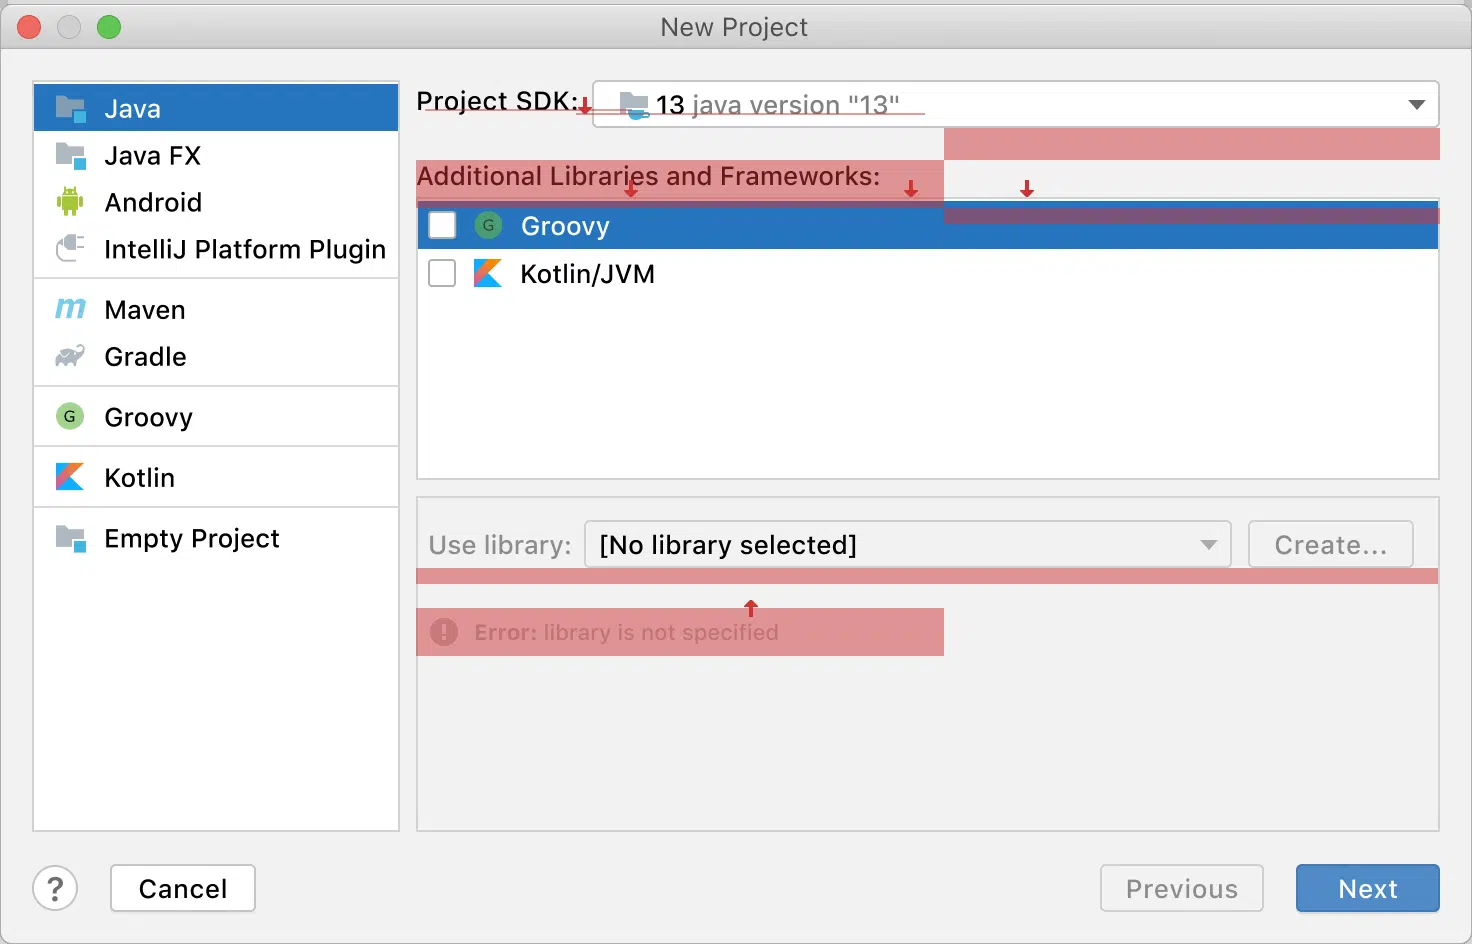 New Project
Java
Java FX
Android
IntelliJ Platform Plugin
Maven
Gradle
G Groovy
Kotlin
Empty Project
Project SDK: 13 java version "13"
Additional Libraries and Frameworks:
G Groovy
Kotlin/JVM
Use library: [No library selected] Create...
Error: library is not specified
? Cancel Previous Next